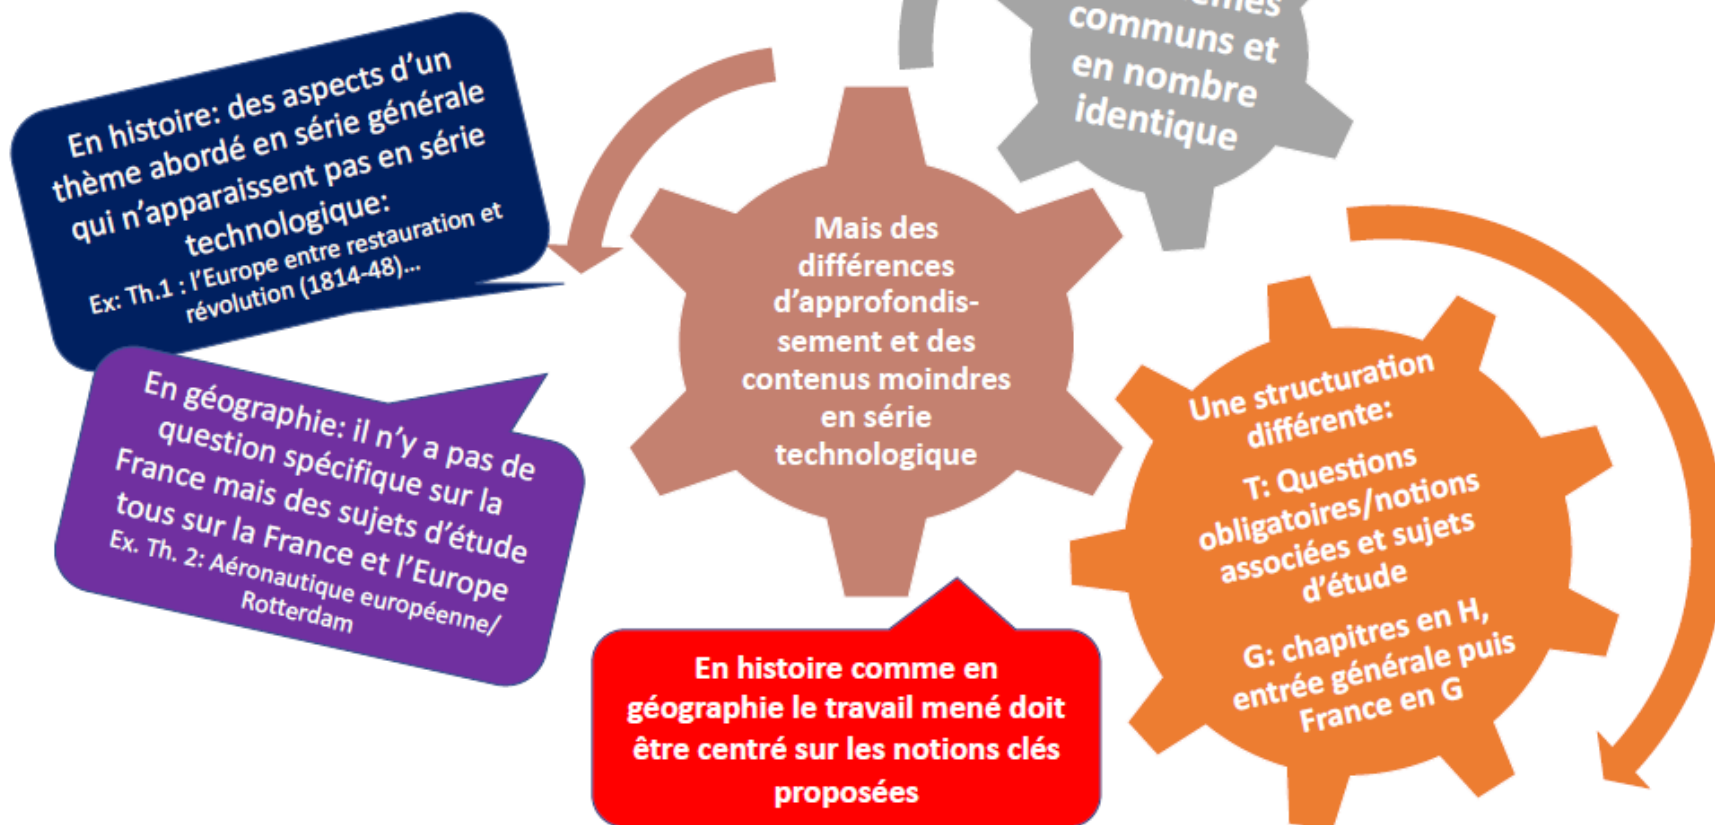 En histoire: des aspects d’un
thème abordé en série générale
qui n’apparaissent pas en série
technologique:
Ex: Th.1 : l’Europe entre restauration et
révolution (1814-48)...
En géographie: il n’y a pas de
question spécifique sur la
France mais des sujets d’étude
tous sur la France et l’Europe
Ex. Th. 2: Aéronautique européenne/
Rotterdam
communs et
en nombre
identique
Mais des
différences
d’approfondis-
sement et des
contenus moindres
en série
technologique
En histoire comme en
géographie le travail mené doit
être centré sur les notions clés
proposées
Une structuration
différente:
T: Questions
obligatoires/notions
associées et sujets
d’étude
G: chapitres en H,
entrée générale puis
France en G